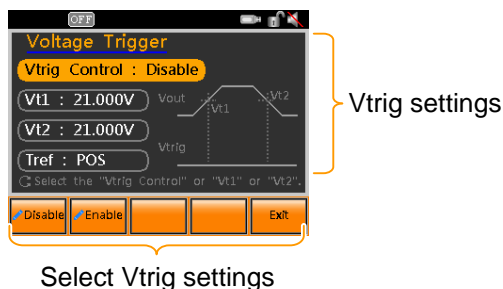 OFF
Voltage Trigger
Vtrig Control : Disable
Vt1 : 21.000V
Vt2 : 21.000V
Tref : POS
Vout
Vt1
Vt2
Vtrig
Select the "Vtrig Control" or "Vt1" or "Vt2".
Disable Enable Exit
Vtrig settings
Select Vtrig settings